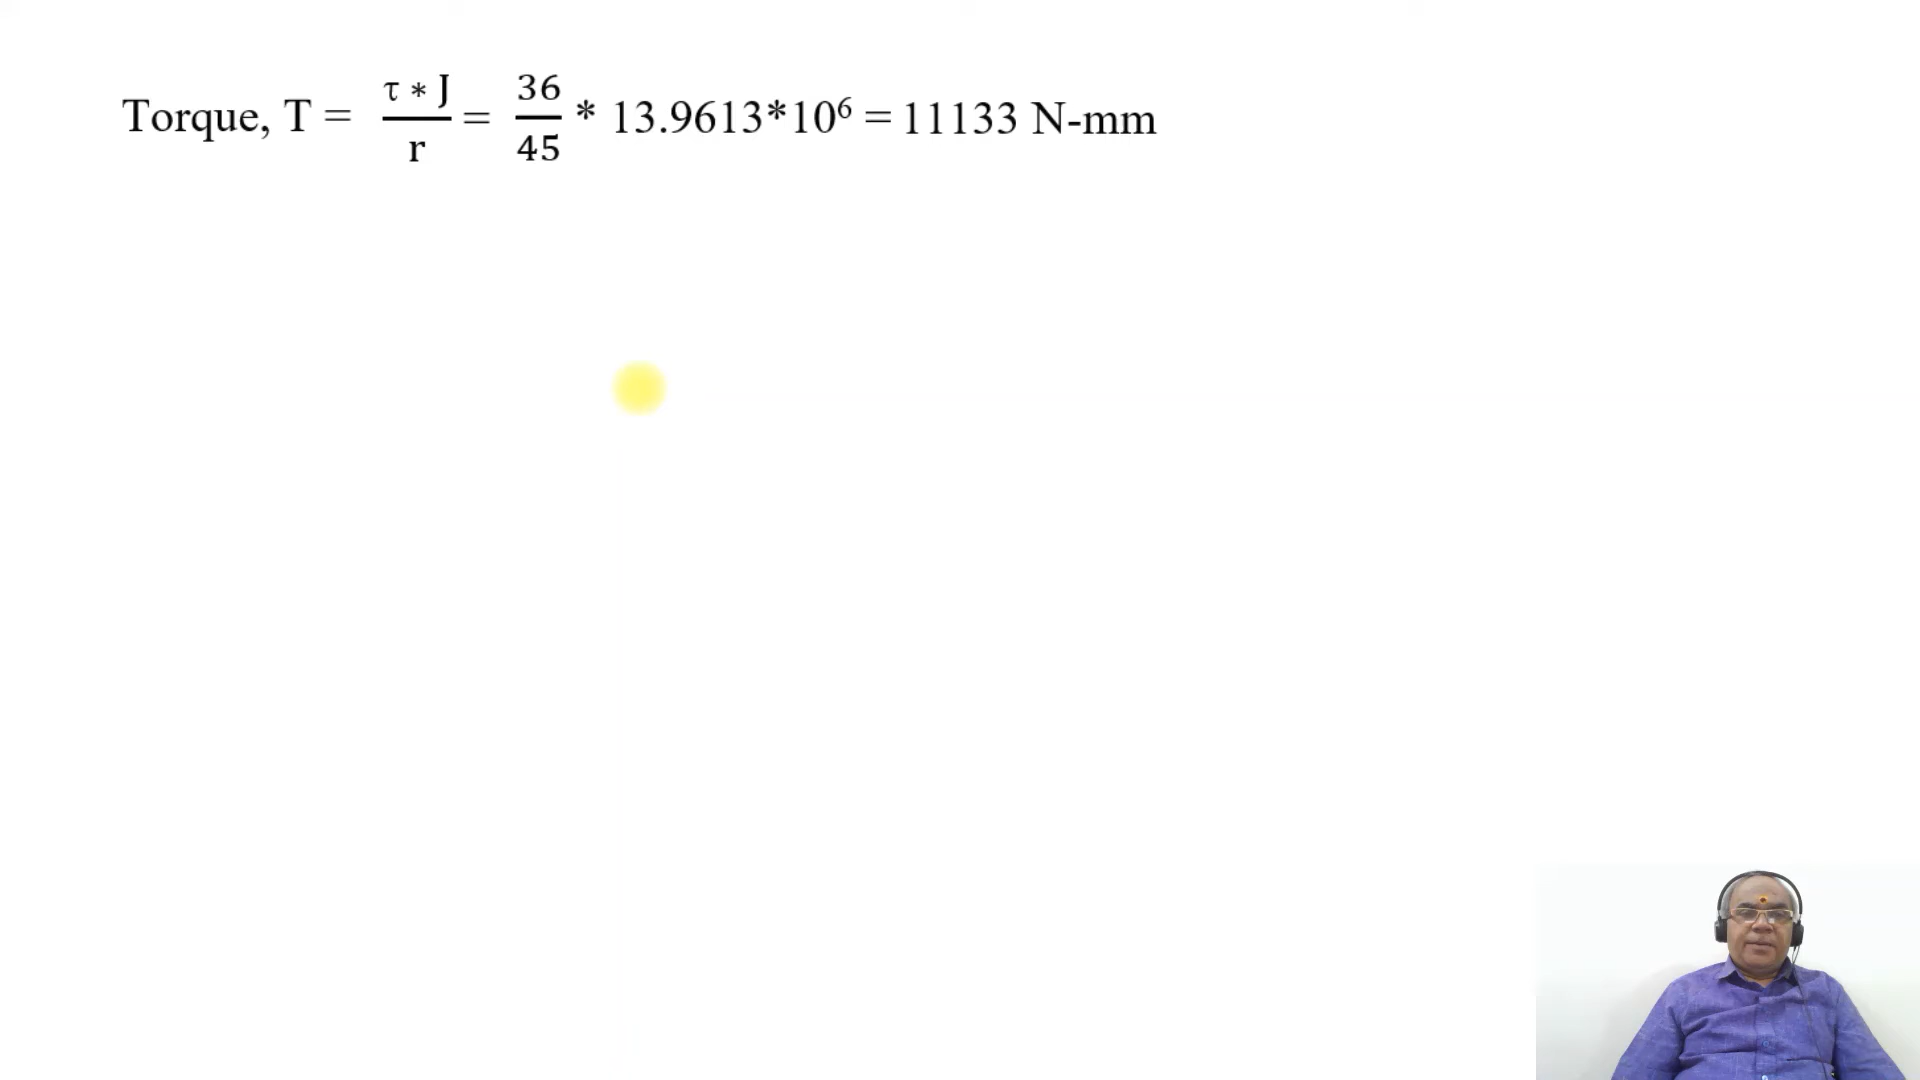 Torque, T = τ * J / r = 36 / 45 * 13.9613*10⁶ = 11133 N-mm